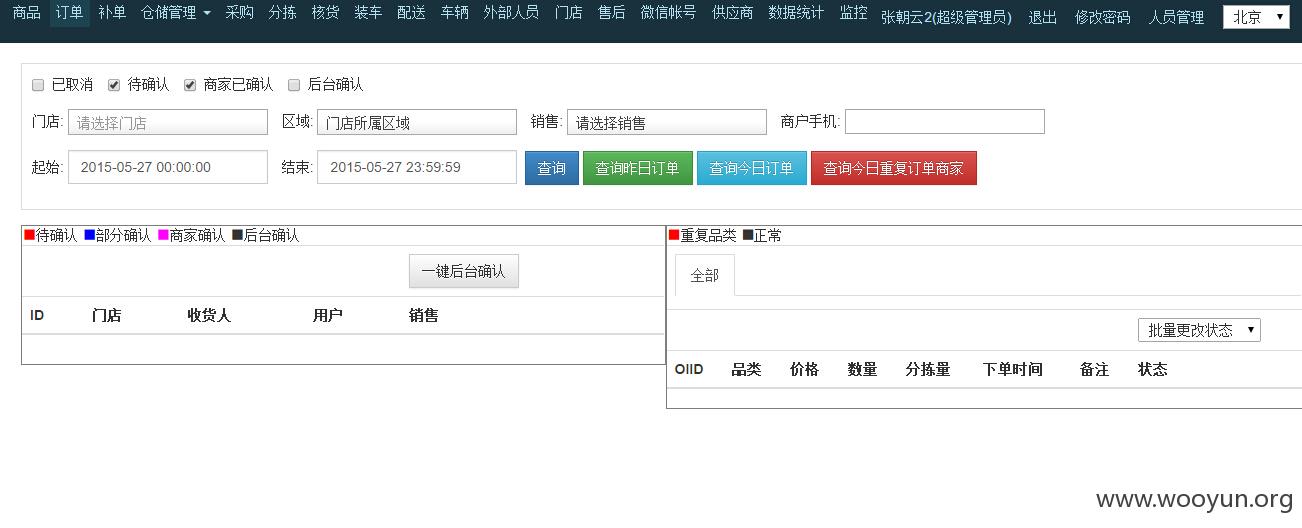 商品 订单 补单 仓储管理 采购 分拣 核货 装车 配送 车辆 外部人员 门店 售后 微信帐号 供应商 数据统计 监控 张朝云2(超级管理员) 退出 修改密码 人员管理 北京
已取消 待确认 商家已确认 后台确认
门店: 请选择门店 区域: 门店所属区域 销售: 请选择销售 商户手机:
起始: 2015-05-27 00:00:00 结束: 2015-05-27 23:59:59 查询 查询昨日订单 查询今日订单 查询今日重复订单商家
待确认 部分确认 商家确认 后台确认
一键后台确认
ID 门店 收货人 用户 销售
重复品类 正常
全部
批量更改状态
OIID 品类 价格 数量 分拣量 下单时间 备注 状态
www.wooyun.org